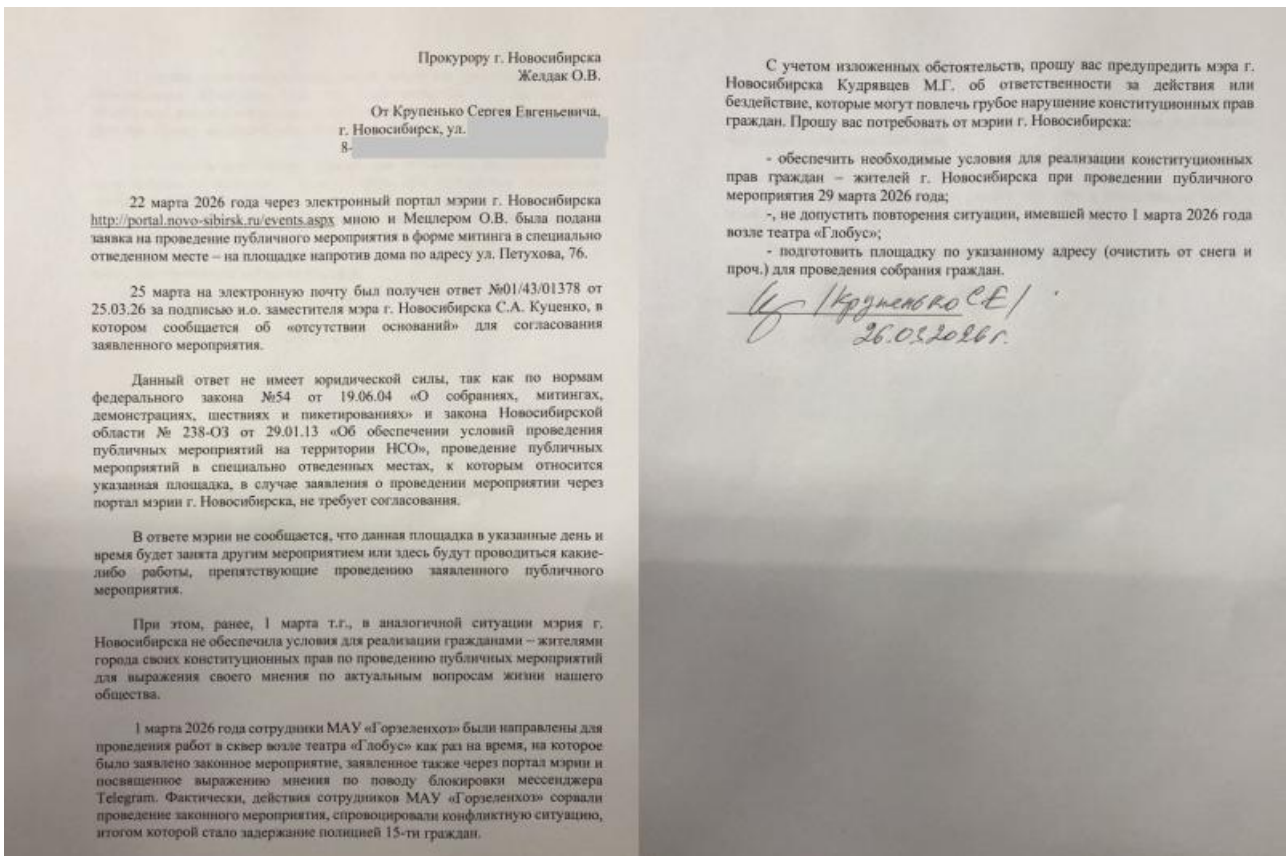 Прокурору г. Новосибирска
Желдак О.В.
От Крупенько Сергея Евгеньевича,
г. Новосибирск, ул.
8-
22 марта 2026 года через электронный портал мэрии г. Новосибирска
http://portal.novo-sibirsk.ru/events.aspx мною и Мецлером О.В. была подана
заявка на проведение публичного мероприятия в форме митинга в специально
отведенном месте – на площадке напротив дома по адресу ул. Петухова, 76.
25 марта на электронную почту был получен ответ №01/43/01378 от
25.03.26 за подписью и.о. заместителя мэра г. Новосибирска С.А. Куценко, в
котором сообщается об «отсутствии оснований» для согласования
заявленного мероприятия.
Данный ответ не имеет юридической силы, так как по нормам
федерального закона №54 от 19.06.04 «О собраниях, митингах,
демонстрациях, шествиях и пикетированиях» и закона Новосибирской
области № 238-ОЗ от 29.01.13 «Об обеспечении условий проведения
публичных мероприятий на территории НСО», проведение публичных
мероприятий в специально отведенных местах, к которым относится
указанная площадка, в случае заявления о проведении мероприятии через
портал мэрии г. Новосибирска, не требует согласования.
В ответе мэрии не сообщается, что данная площадка в указанные день и
время будет занята другим мероприятием или здесь будут проводиться какие-
либо работы, препятствующие проведению заявленного публичного
мероприятия.
При этом, ранее, 1 марта т.г., в аналогичной ситуации мэрия г.
Новосибирска не обеспечила условия для реализации гражданами – жителями
города своих конституционных прав по проведению публичных мероприятий
для выражения своего мнения по актуальным вопросам жизни нашего
общества.
1 марта 2026 года сотрудники МАУ «Горзеленхоз» были направлены для
проведения работ в сквер возле театра «Глобус» как раз на время, на которое
было заявлено законное мероприятие, заявленное также через портал мэрии и
посвященное выражению мнения по поводу блокировки мессенджера
Telegram. Фактически, действия сотрудников МАУ «Горзеленхоз» сорвали
проведение законного мероприятия, спровоцировали конфликтную ситуацию,
итогом которой стало задержание полицией 15-ти граждан.
С учетом изложенных обстоятельств, прошу вас предупредить мэра г.
Новосибирска Кудрявцев М.Г. об ответственности за действия или
бездействие, которые могут повлечь грубое нарушение конституционных прав
граждан. Прошу вас потребовать от мэрии г. Новосибирска:
- обеспечить необходимые условия для реализации конституционных
прав граждан – жителей г. Новосибирска при проведении публичного
мероприятия 29 марта 2026 года;
-, не допустить повторения ситуации, имевшей место 1 марта 2026 года
возле театра «Глобус»;
- подготовить площадку по указанному адресу (очистить от снега и
проч.) для проведения собрания граждан.
/Крупенько С.Е/
26.03.2026г.